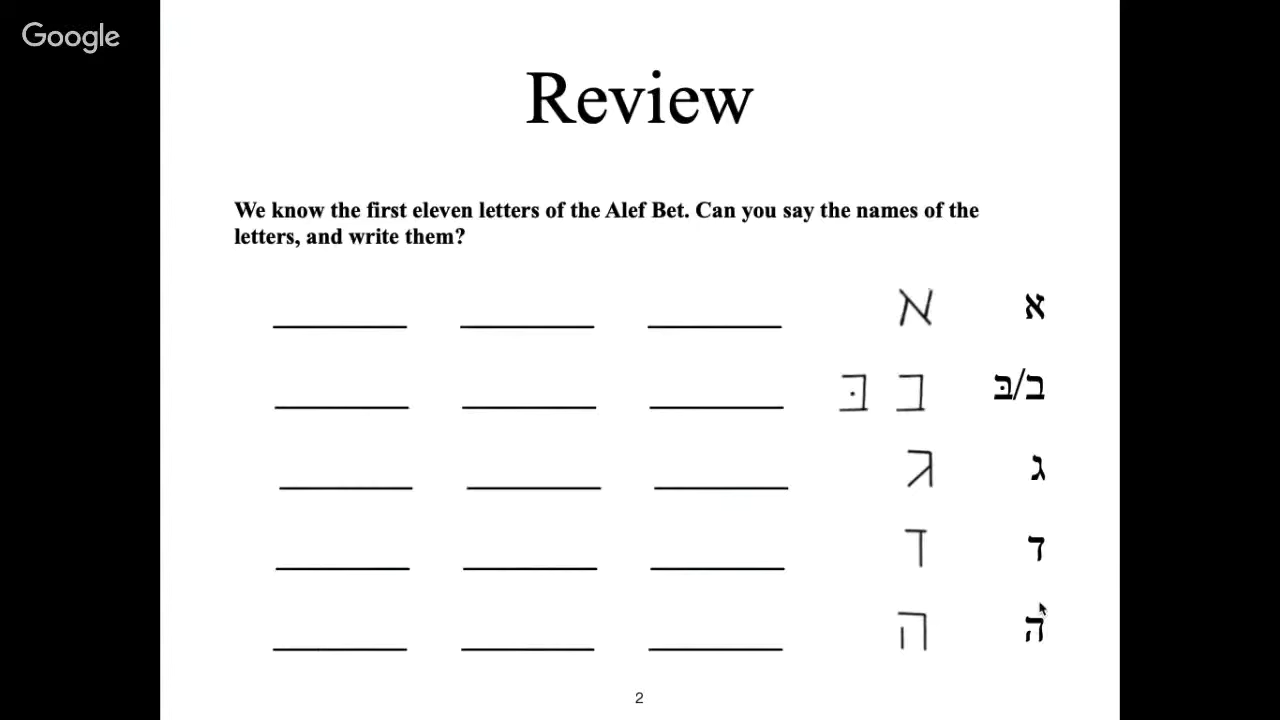 Google
Review
We know the first eleven letters of the Alef Bet. Can you say the names of the
letters, and write them?
א א
ב/בּ ב בּ
ג ג
ד ד
ה ה
2